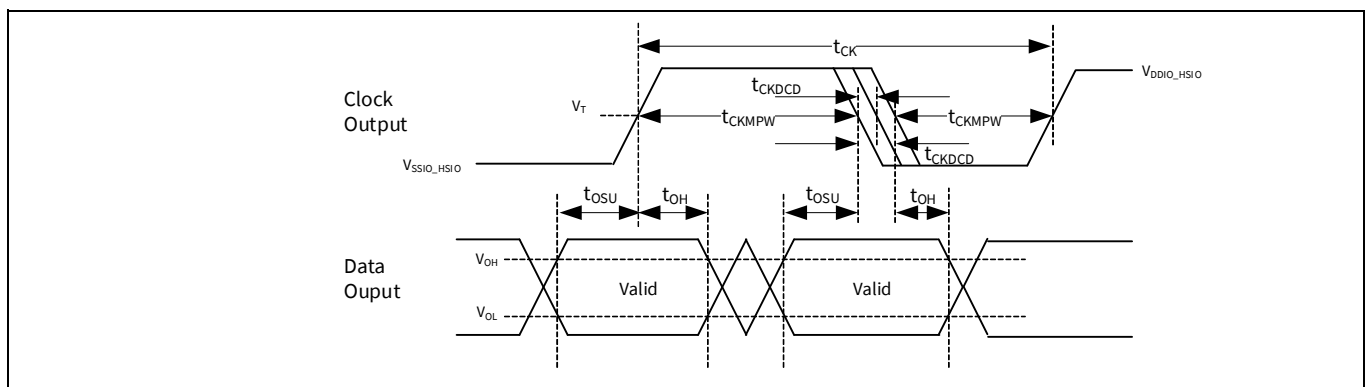 tCK
VDDIO_HSIO
Clock
Output
tCKDCD
VT
tCKMPW
tCKMPW
tCKDCD
VSSIO_HSIO
tOSU
tOH
tOSU
tOH
Data
Ouput
VOH
Valid
Valid
VOL